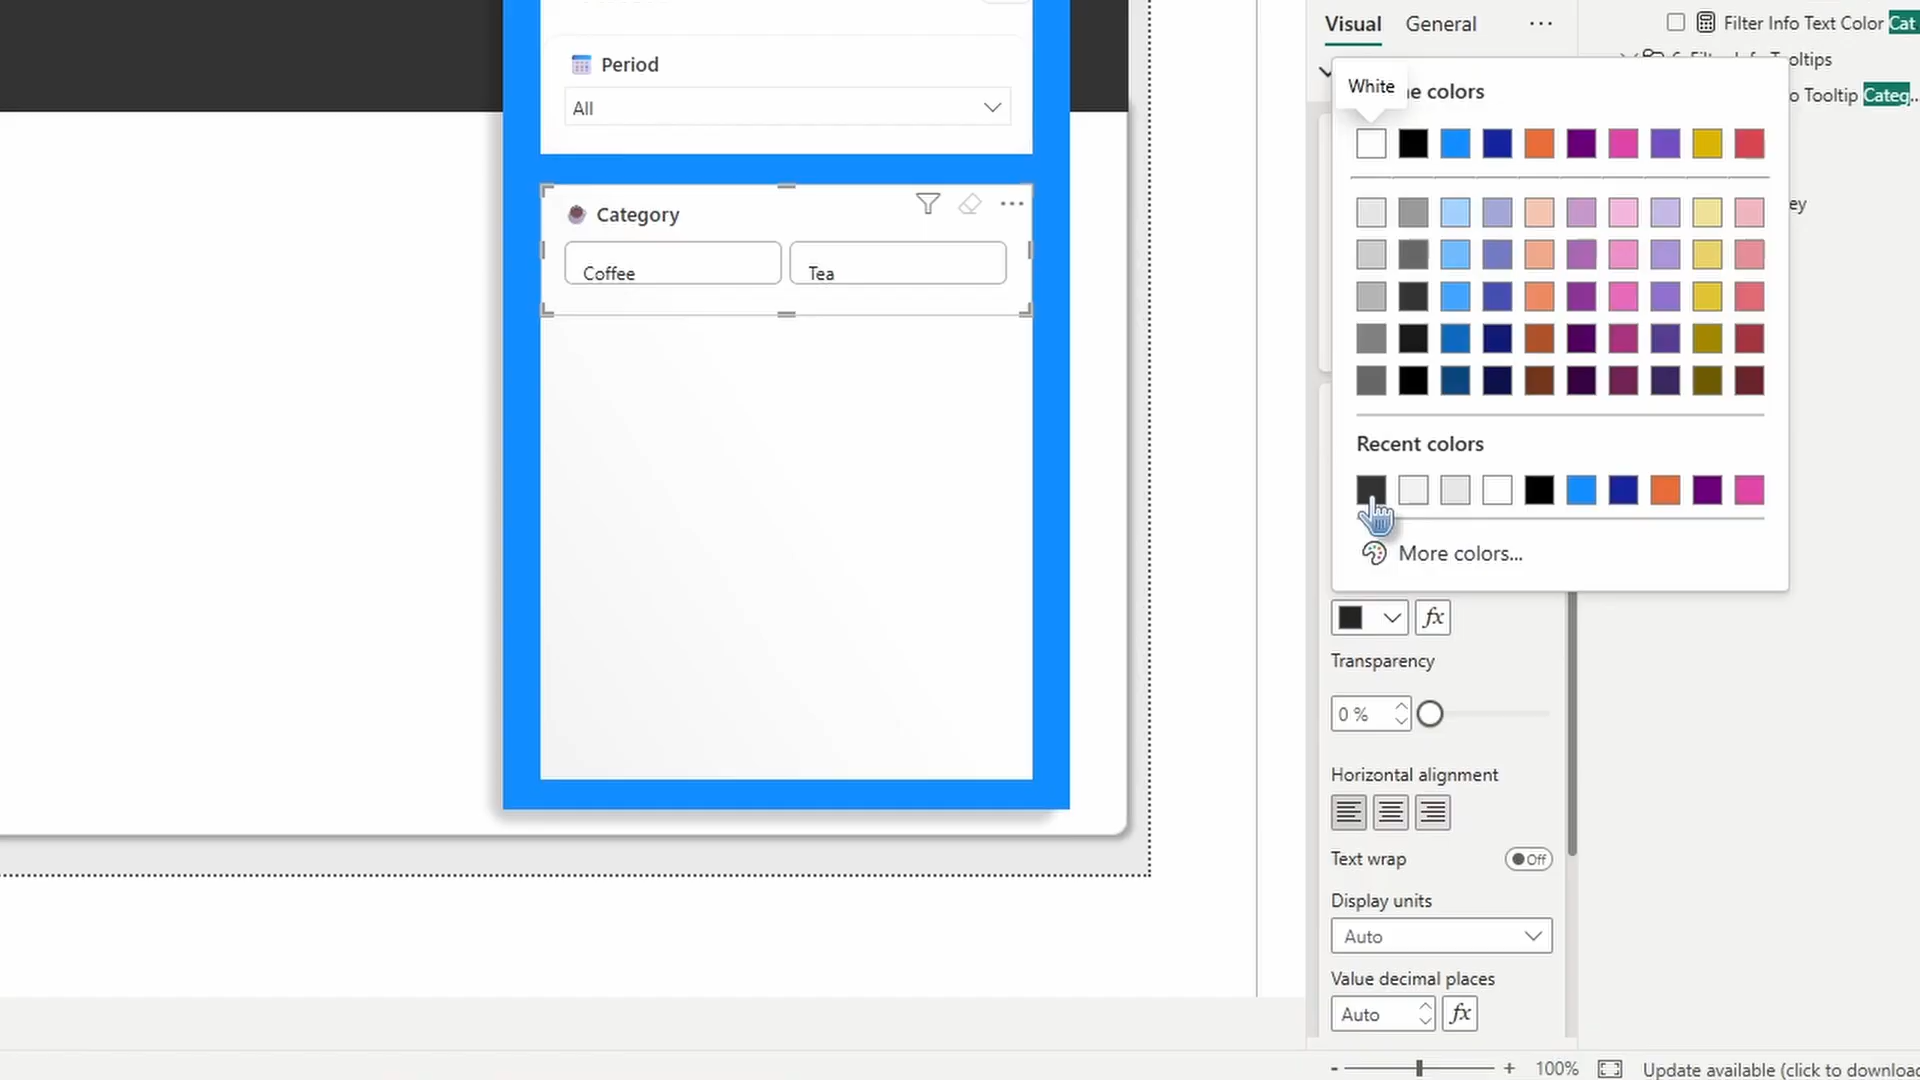 Visual General ...
Filter Info Text Color Cat
White
e colors
oltips
o Tooltip Categ...
Period
All
Category
...
Coffee Tea
ey
Recent colors
More colors...
fx
Transparency
0 %
Horizontal alignment
Text wrap Off
Display units
Auto
Value decimal places
Auto fx
- + 100% Update available (click to download